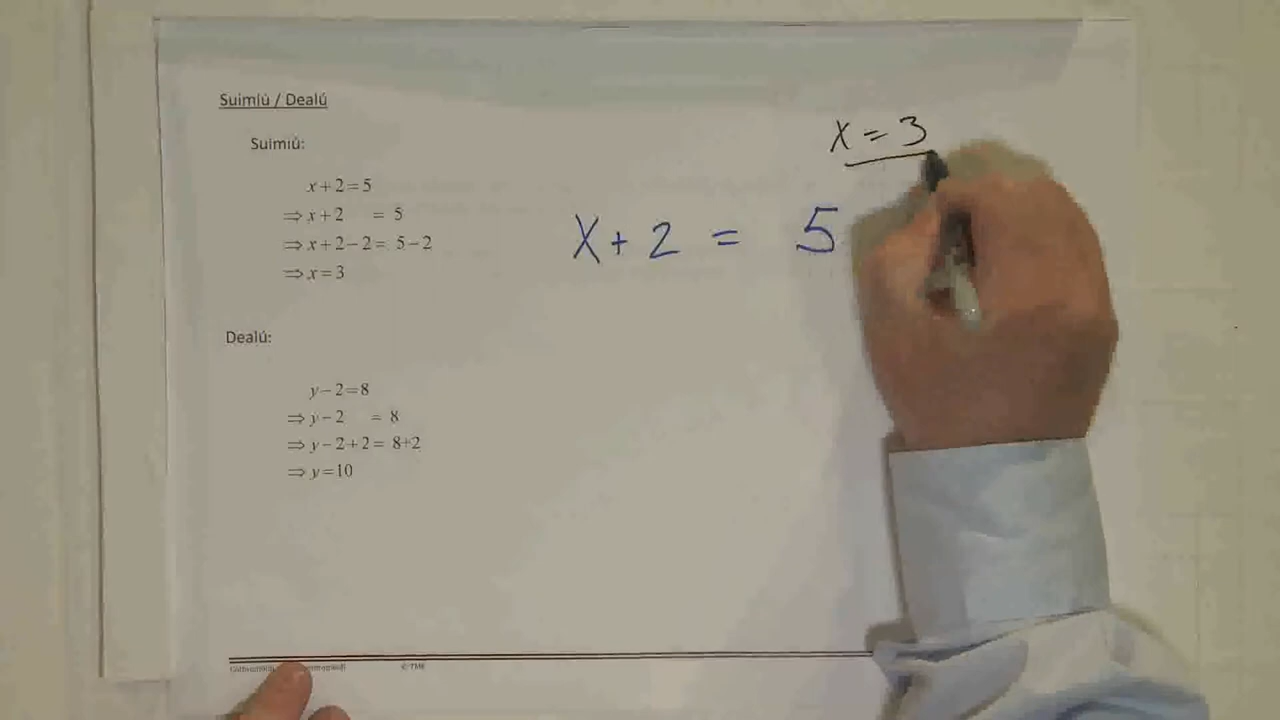 Suimiú / Dealú
Suimiú:
x+2=5
⇒x+2 = 5
⇒x+2−2= 5−2
⇒x=3
Dealú:
y−2=8
⇒y−2 = 8
⇒y−2+2= 8+2
⇒y=10
x = 3
x+2 = 5
© TME